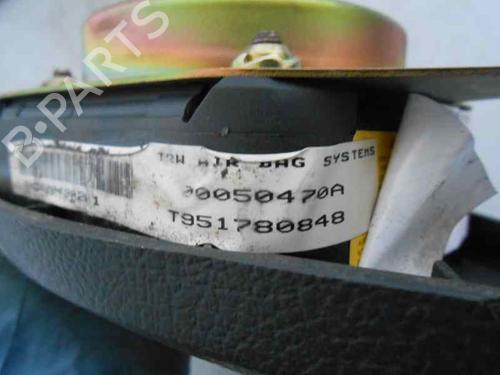 B-PARTS
TRW AIR BAG SYSTEMS
00050470A
T951780848